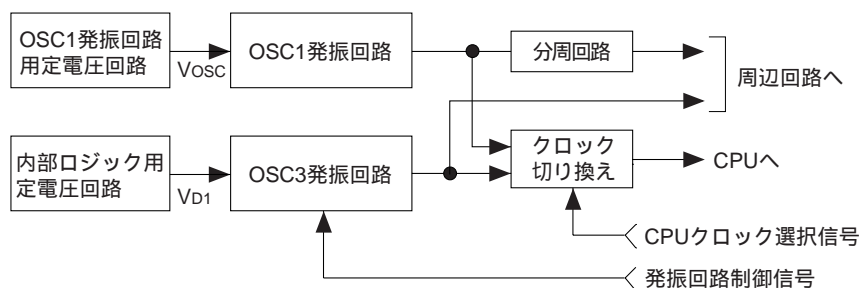 OSC1発振回路
用定電圧回路
VOSC
OSC1発振回路
分周回路
周辺回路へ
内部ロジック用
定電圧回路
VD1
OSC3発振回路
クロック
切り換え
CPUへ
CPUクロック選択信号
発振回路制御信号